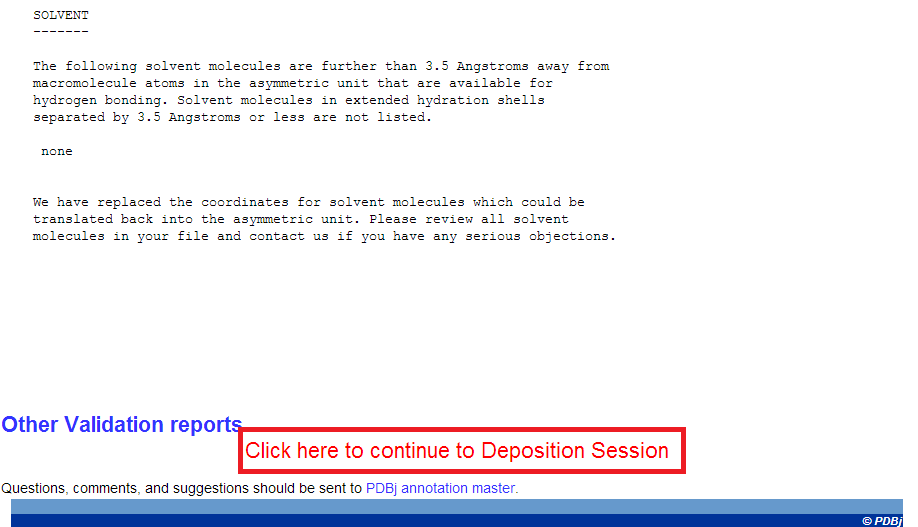 SOLVENT
-------
The following solvent molecules are further than 3.5 Angstroms away from
macromolecule atoms in the asymmetric unit that are available for
hydrogen bonding. Solvent molecules in extended hydration shells
separated by 3.5 Angstroms or less are not listed.
none
We have replaced the coordinates for solvent molecules which could be
translated back into the asymmetric unit. Please review all solvent
molecules in your file and contact us if you have any serious objections.
Other Validation reports
Click here to continue to Deposition Session
Questions, comments, and suggestions should be sent to PDBj annotation master.
© PDBj